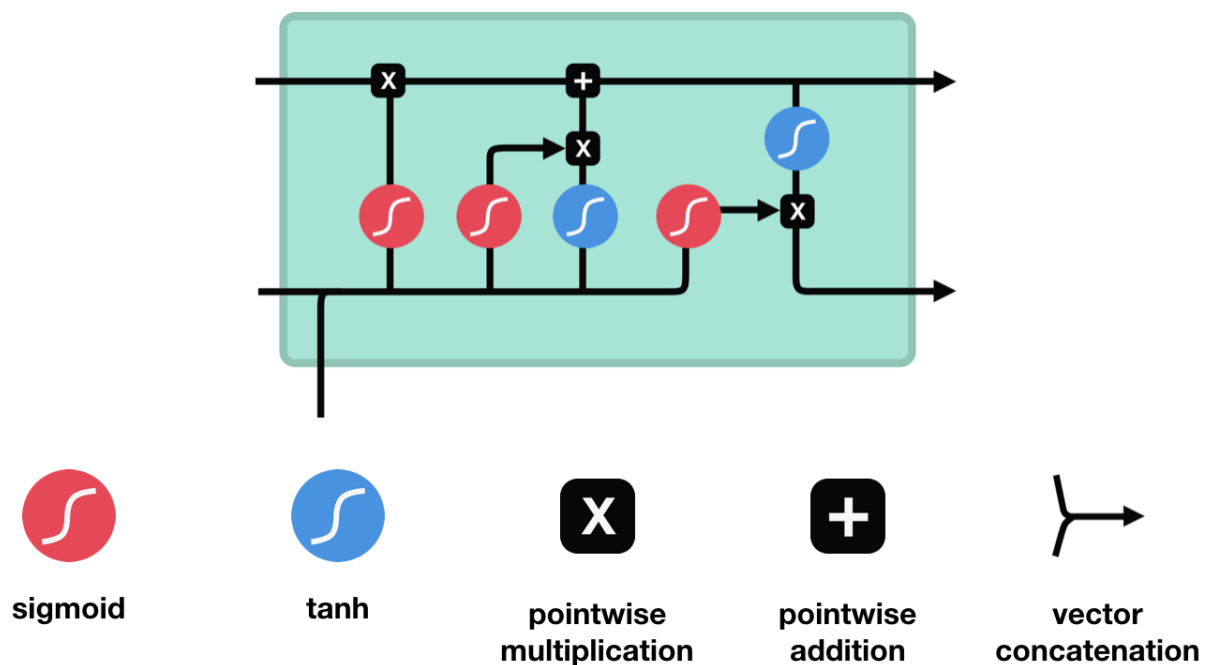 X
+
X
X
X
+
sigmoid
tanh
pointwise
multiplication
pointwise
addition
vector
concatenation